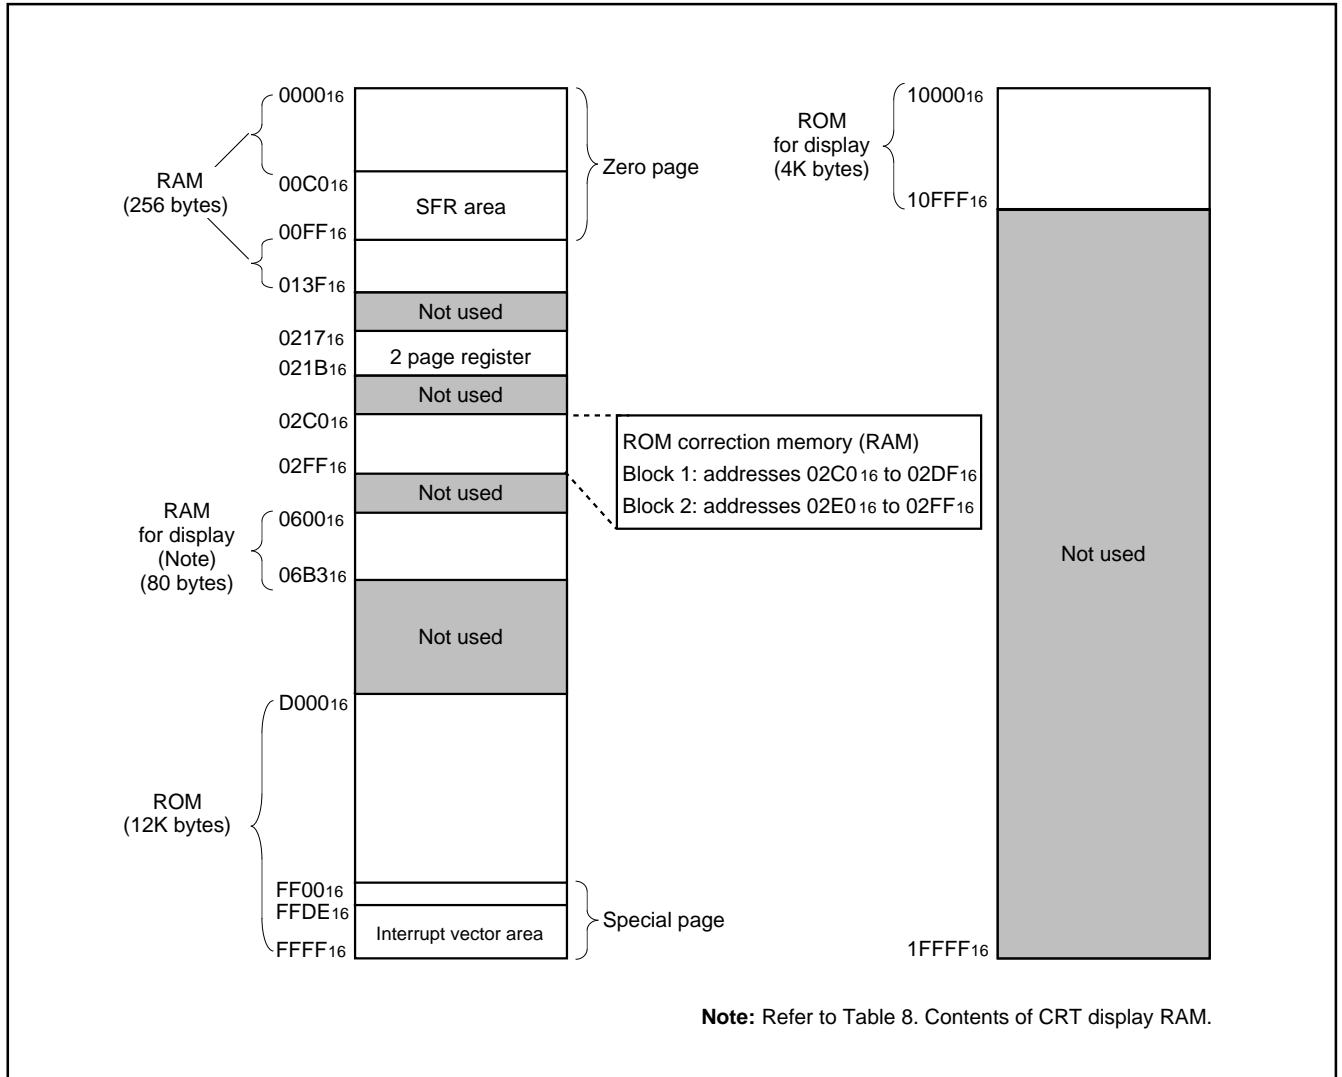 RAM
(256 bytes)
0000₁₆
00C0₁₆
SFR area
00FF₁₆
Zero page
013F₁₆
Not used
0217₁₆
2 page register
021B₁₆
Not used
02C0₁₆
02FF₁₆
ROM correction memory (RAM)
Block 1: addresses 02C0₁₆ to 02DF₁₆
Block 2: addresses 02E0₁₆ to 02FF₁₆
Not used
RAM
for display
(Note)
(80 bytes)
0600₁₆
06B3₁₆
Not used
ROM
(12K bytes)
D000₁₆
FF00₁₆
FFDE₁₆
Interrupt vector area
FFFF₁₆
Special page
ROM
for display
(4K bytes)
10000₁₆
10FFF₁₆
Not used
1FFFF₁₆
Note: Refer to Table 8. Contents of CRT display RAM.